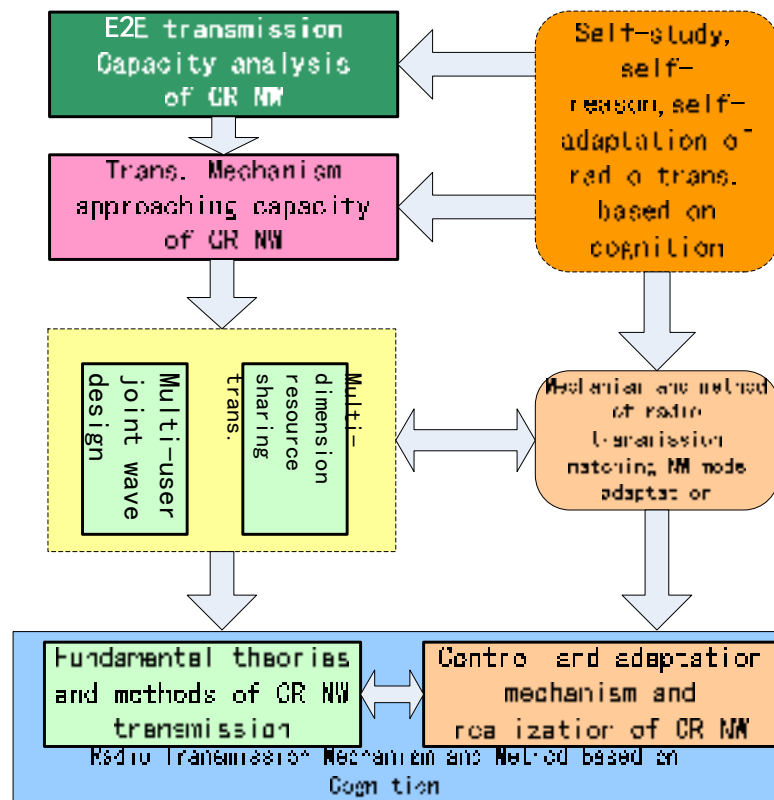 E2E transmission
Capacity analysis
of CR NW
Self-study,
self-
reason, self-
adaptation of
radio trans.
based on
cognition
Trans. Mechanism
approaching capacity
of CR NW
Multi-user
joint wave
design
Multi-
dimension
resource
sharing
trans.
Mechanism and method
of radio
transmission
matching NW mode
adaptation
Fundamental theories
and methods of CR NW
transmission
Control and adaptation
mechanism and
realization of CR NW
Radio Transmission Mechanism and Method based on
Cognition